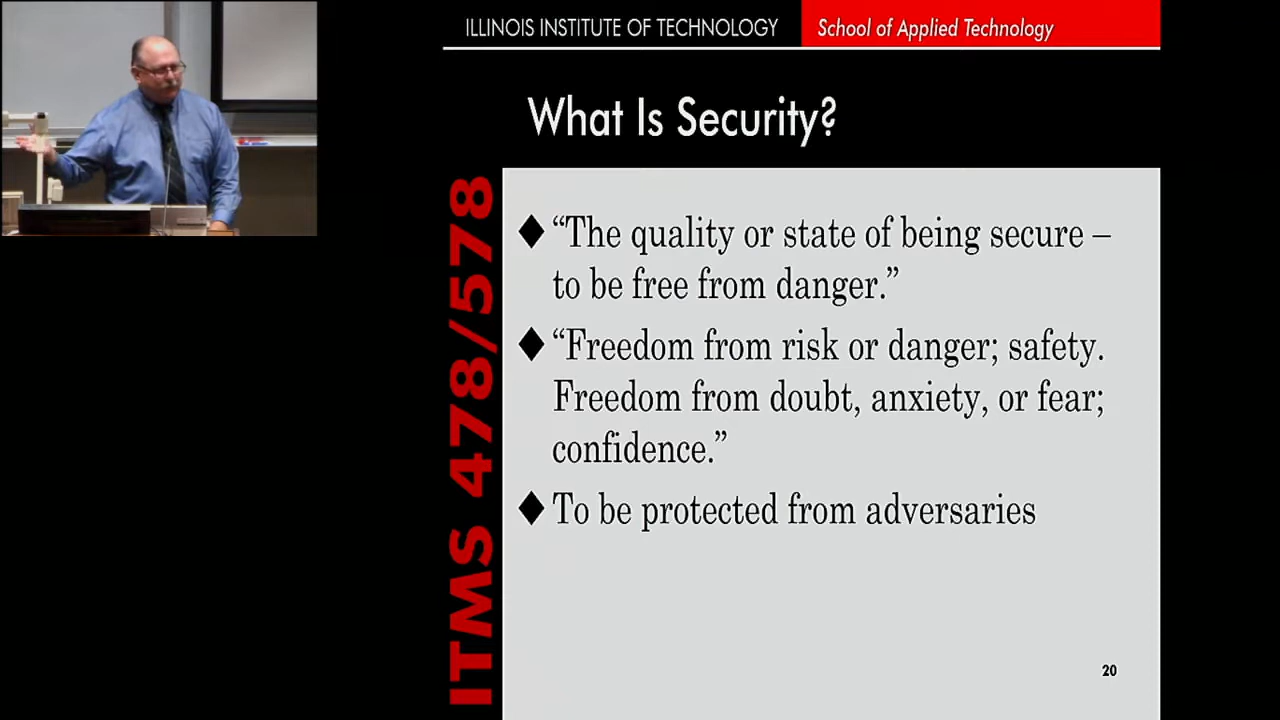 ILLINOIS INSTITUTE OF TECHNOLOGY School of Applied Technology
What Is Security?
ITMS 478/578
♦ “The quality or state of being secure –
to be free from danger.”
♦ “Freedom from risk or danger; safety.
Freedom from doubt, anxiety, or fear;
confidence.”
♦ To be protected from adversaries
20